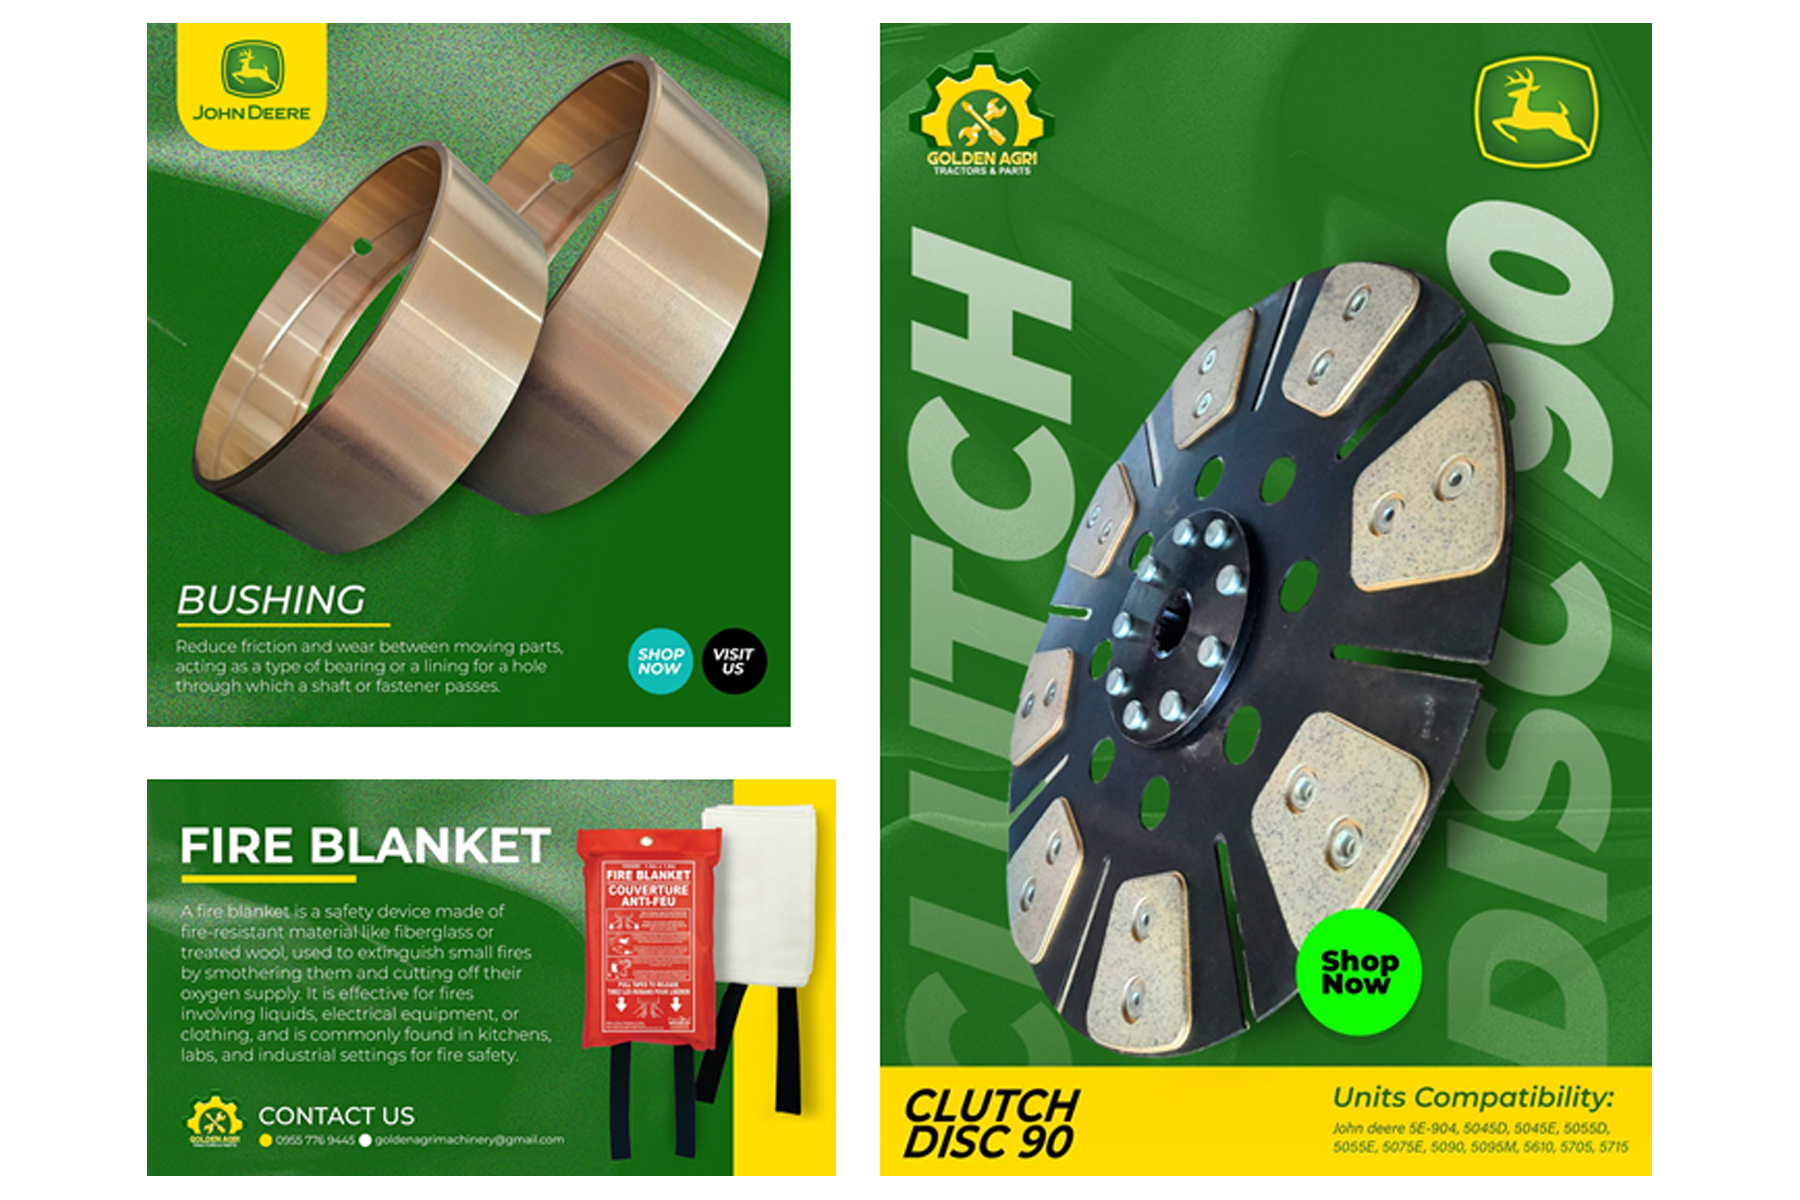 JOHN DEERE
BUSHING
Reduce friction and wear between moving parts,
acting as a type of bearing or a lining for a hole
through which a shaft or fastener passes.
SHOP
NOW
VISIT
US
FIRE BLANKET
A fire blanket is a safety device made of
fire-resistant material like fiberglass or
treated wool, used to extinguish small fires
by smothering them and cutting off their
oxygen supply. It is effective for fires
involving liquids, electrical equipment, or
clothing, and is commonly found in kitchens,
labs, and industrial settings for fire safety.
FIRE BLANKET
COUVERTURE
ANTI-FEU
PULL TAPES TO RELEASE
GOLDEN AGRI
TRACTORS & PARTS
CONTACT US
0955 776 9445 goldenagrimachinery@gmail.com
GOLDEN AGRI
TRACTORS & PARTS
CLUTCH
DISC 90
Shop
Now
CLUTCH
DISC 90
Units Compatibility:
John deere 5E-904, 5045D, 5045E, 5055D,
5055E, 5075E, 5090, 5095M, 5610, 5705, 5715